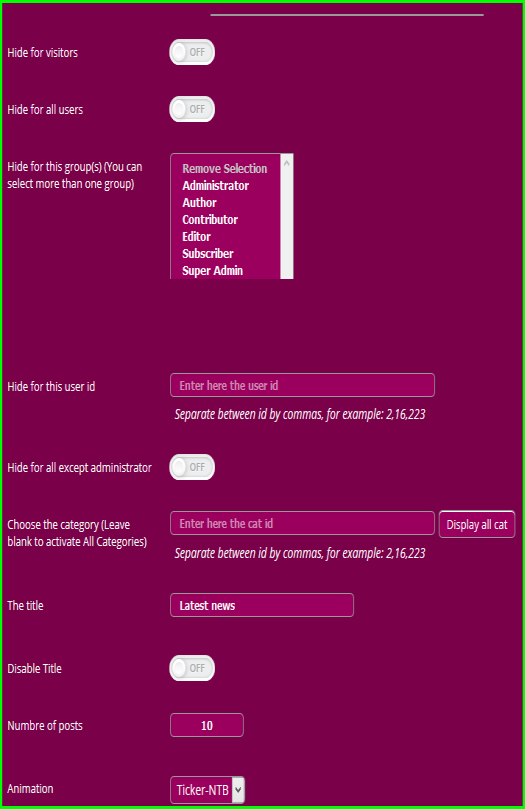 Hide for visitors
OFF
Hide for all users
OFF
Hide for this group(s) (You can
select more than one group)
Remove Selection
Administrator
Author
Contributor
Editor
Subscriber
Super Admin
Hide for this user id
Enter here the user id
Separate between id by commas, for example: 2,16,223
Hide for all except administrator
OFF
Choose the category (Leave
blank to activate All Categories)
Enter here the cat id
Display all cat
Separate between id by commas, for example: 2,16,223
The title
Latest news
Disable Title
OFF
Numbre of posts
10
Animation
Ticker-NTB